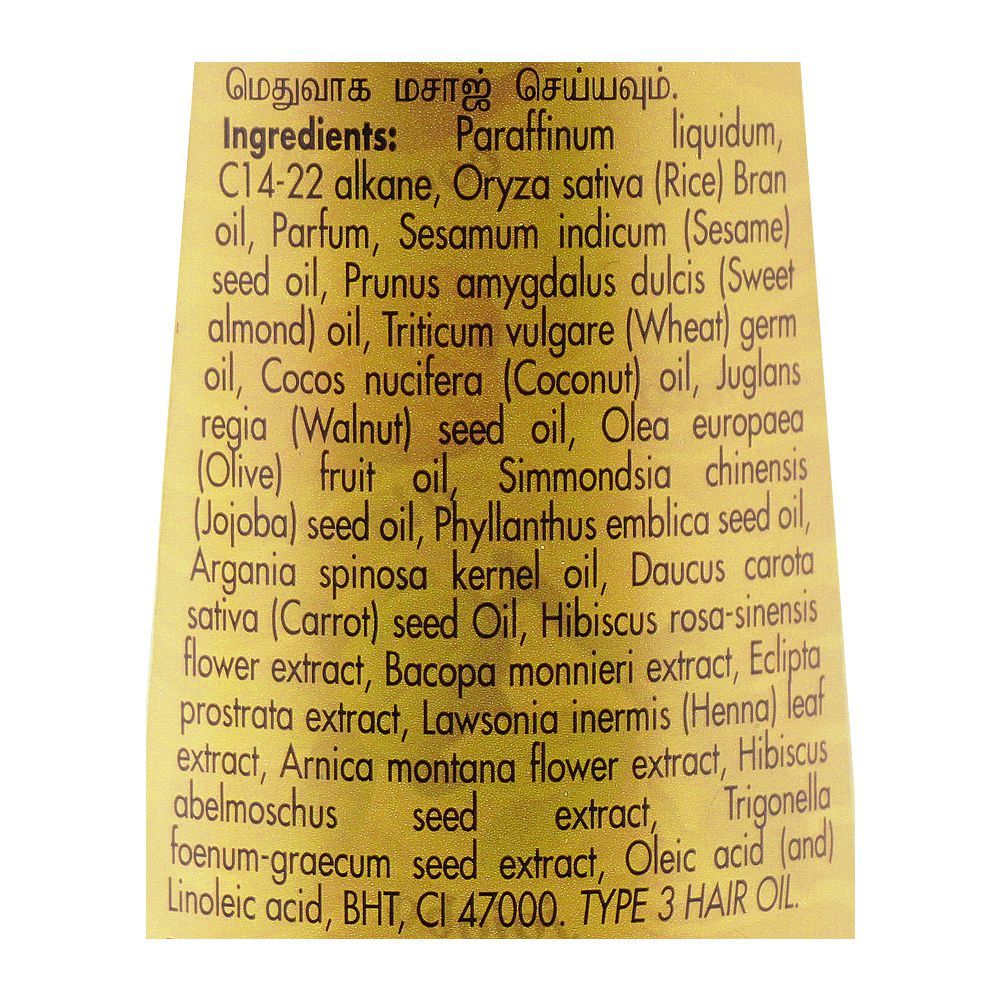 மெதுவாக மசாஜ் செய்யவும்.
Ingredients: Paraffinum liquidum,
C14-22 alkane, Oryza sativa (Rice) Bran
oil, Parfum, Sesamum indicum (Sesame)
seed oil, Prunus amygdalus dulcis (Sweet
almond) oil, Triticum vulgare (Wheat) germ
oil, Cocos nucifera (Coconut) oil, Juglans
regia (Walnut) seed oil, Olea europaea
(Olive) fruit oil, Simmondsia chinensis
(Jojoba) seed oil, Phyllanthus emblica seed oil,
Argania spinosa kernel oil, Daucus carota
sativa (Carrot) seed Oil, Hibiscus rosa-sinensis
flower extract, Bacopa monnieri extract, Eclipta
prostrata extract, Lawsonia inermis (Henna) leaf
extract, Arnica montana flower extract, Hibiscus
abelmoschus seed extract, Trigonella
foenum-graecum seed extract, Oleic acid (and)
Linoleic acid, BHT, CI 47000. TYPE 3 HAIR OIL.